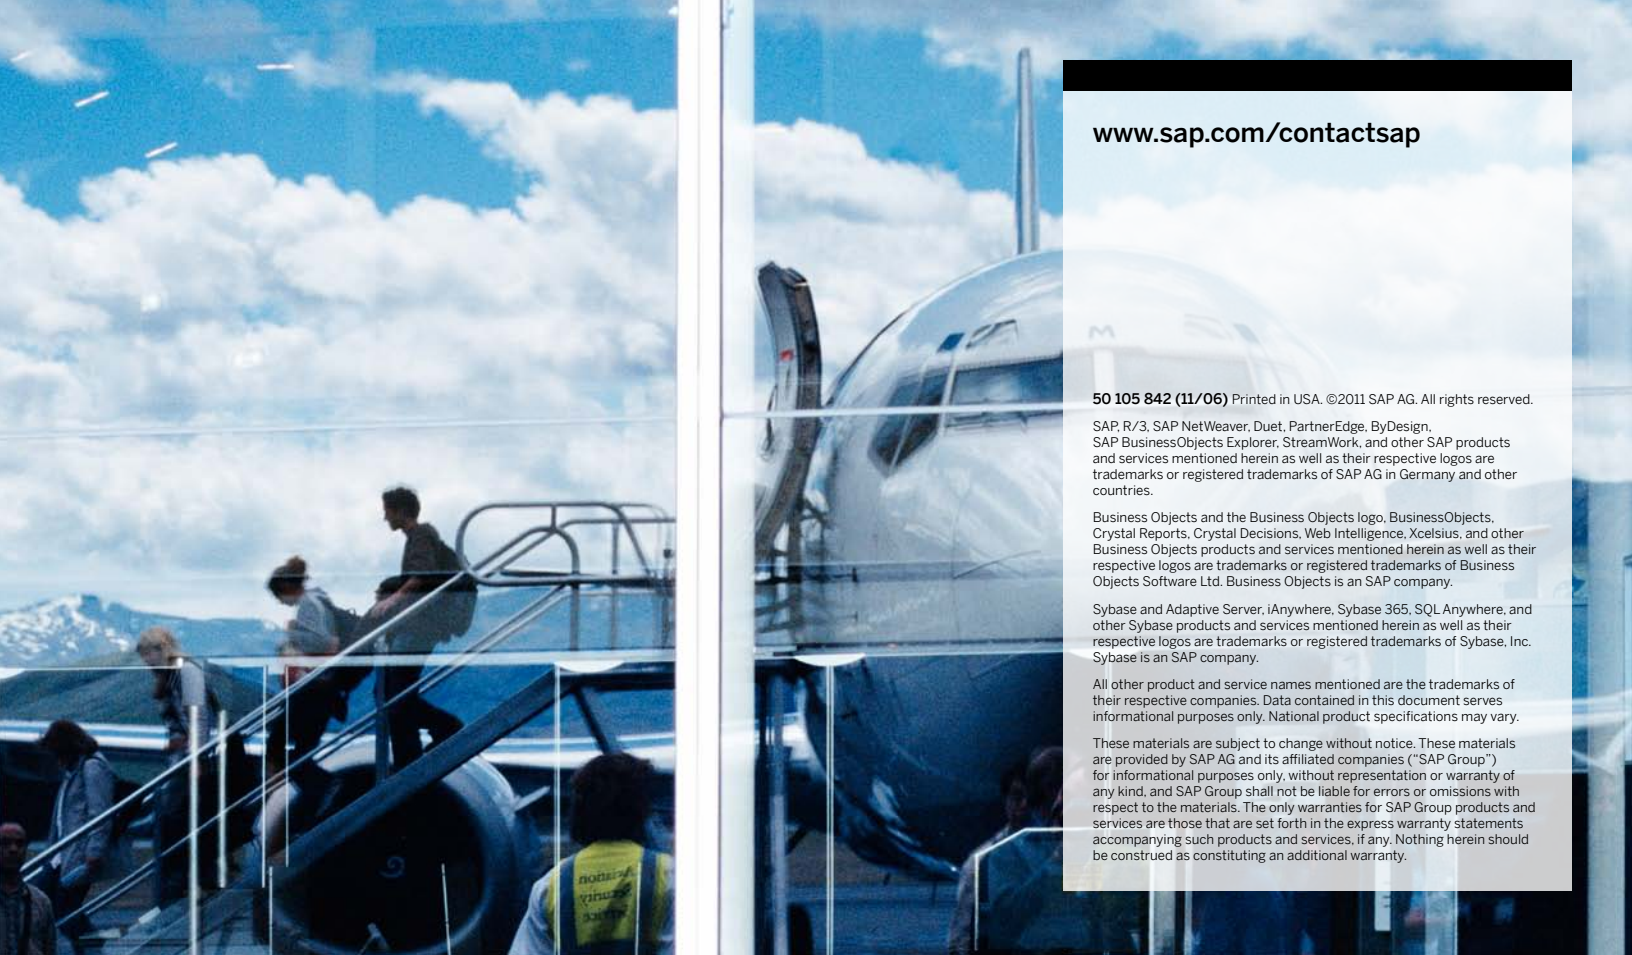 www.sap.com/contactsap
50 105 842 (11/06) Printed in USA. ©2011 SAP AG. All rights reserved.
SAP, R/3, SAP NetWeaver, Duet, PartnerEdge, ByDesign,
SAP BusinessObjects Explorer, StreamWork, and other SAP products
and services mentioned herein as well as their respective logos are
trademarks or registered trademarks of SAP AG in Germany and other
countries.
Business Objects and the Business Objects logo, BusinessObjects,
Crystal Reports, Crystal Decisions, Web Intelligence, Xcelsius, and other
Business Objects products and services mentioned herein as well as their
respective logos are trademarks or registered trademarks of Business
Objects Software Ltd. Business Objects is an SAP company.
Sybase and Adaptive Server, iAnywhere, Sybase 365, SQL Anywhere, and
other Sybase products and services mentioned herein as well as their
respective logos are trademarks or registered trademarks of Sybase, Inc.
Sybase is an SAP company.
All other product and service names mentioned are the trademarks of
their respective companies. Data contained in this document serves
informational purposes only. National product specifications may vary.
These materials are subject to change without notice. These materials
are provided by SAP AG and its affiliated companies (“SAP Group”)
for informational purposes only, without representation or warranty of
any kind, and SAP Group shall not be liable for errors or omissions with
respect to the materials. The only warranties for SAP Group products and
services are those that are set forth in the express warranty statements
accompanying such products and services, if any. Nothing herein should
be construed as constituting an additional warranty.
Aviation
Security
Service